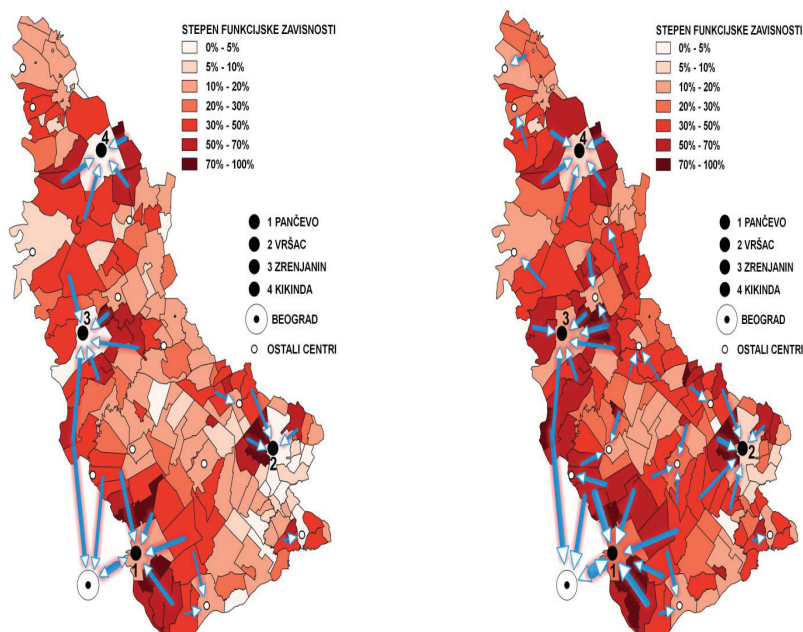 STEPEN FUNKCIJSKE ZAVISNOSTI
0% - 5%
5% - 10%
10% - 20%
20% - 30%
30% - 50%
50% - 70%
70% - 100%
4
1 PANČEVO
2 VRŠAC
3 ZRENJANIN
4 KIKINDA
BEOGRAD
OSTALI CENTRI
3
2
1
STEPEN FUNKCIJSKE ZAVISNOSTI
0% - 5%
5% - 10%
10% - 20%
20% - 30%
30% - 50%
50% - 70%
70% - 100%
4
1 PANČEVO
2 VRŠAC
3 ZRENJANIN
4 KIKINDA
BEOGRAD
OSTALI CENTRI
3
2
1